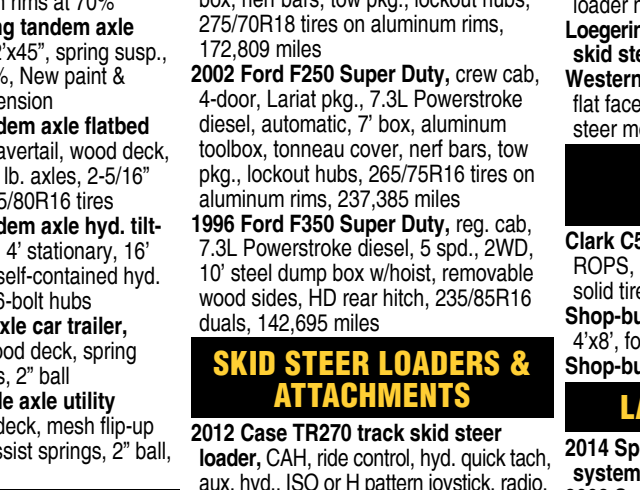 n rims at 70%
g tandem axle
'x45", spring susp.,
%, New paint &
ension
dem axle flatbed
avertail, wood deck,
lb. axles, 2-5/16"
5/80R16 tires
dem axle hyd. tilt-
4' stationary, 16'
self-contained hyd.
6-bolt hubs
xle car trailer,
ood deck, spring
s, 2" ball
le axle utility
deck, mesh flip-up
ssist springs, 2" ball,
box, nerf bars, tow pkg., lockout hubs,
275/70R18 tires on aluminum rims,
172,809 miles
2002 Ford F250 Super Duty, crew cab,
4-door, Lariat pkg., 7.3L Powerstroke
diesel, automatic, 7' box, aluminum
toolbox, tonneau cover, nerf bars, tow
pkg., lockout hubs, 265/75R16 tires on
aluminum rims, 237,385 miles
1996 Ford F350 Super Duty, reg. cab,
7.3L Powerstroke diesel, 5 spd., 2WD,
10' steel dump box w/hoist, removable
wood sides, HD rear hitch, 235/85R16
duals, 142,695 miles
SKID STEER LOADERS &
ATTACHMENTS
2012 Case TR270 track skid steer
loader, CAH, ride control, hyd. quick tach,
aux. hyd., ISO or H pattern joystick, radio,
loader
Loegerin
skid ste
Western
flat face
steer m
Clark C5
ROPS,
solid tire
Shop-bu
4'x8', fo
Shop-bu
LA
2014 Sp
system